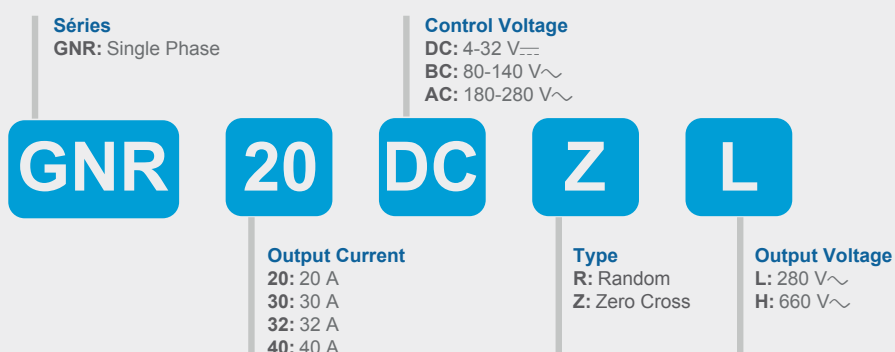 Séries
GNR: Single Phase
Control Voltage
DC: 4-32 V⎓
BC: 80-140 V∿
AC: 180-280 V∿
GNR 20 DC Z L
Output Current
20: 20 A
30: 30 A
32: 32 A
40: 40 A
Type
R: Random
Z: Zero Cross
Output Voltage
L: 280 V∿
H: 660 V∿